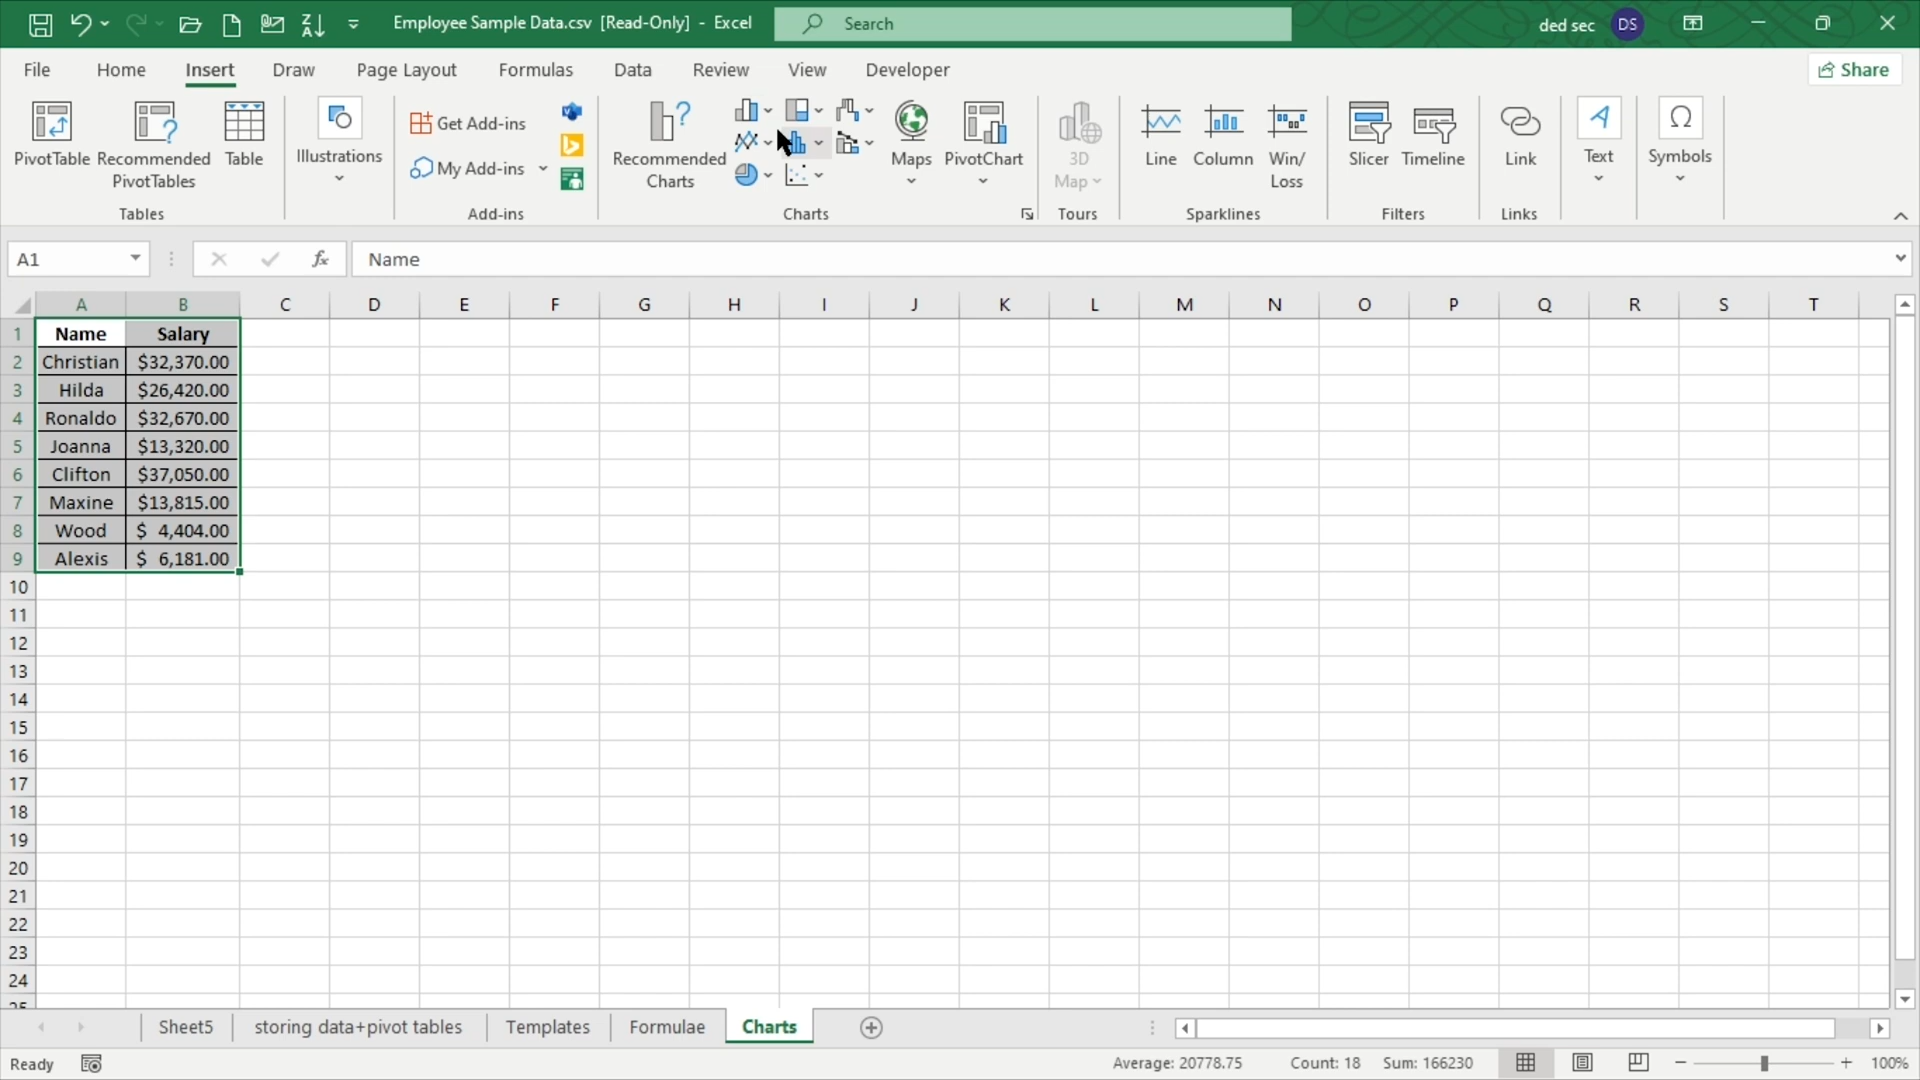 Employee Sample Data.csv [Read-Only] - Excel
Search
ded sec DS
File Home Insert Draw Page Layout Formulas Data Review View Developer
Share
PivotTable
Recommended
PivotTables
Table
Tables
Illustrations
Get Add-ins
My Add-ins
Add-ins
Recommended
Charts
Maps
PivotChart
Charts
3D
Map
Tours
Line
Column
Win/
Loss
Sparklines
Slicer
Timeline
Filters
Link
Links
Text
Symbols
A1
fx
Name
A B C D E F G H I J K L M N O P Q R S T
1 Name Salary
2 Christian $32,370.00
3 Hilda $26,420.00
4 Ronaldo $32,670.00
5 Joanna $13,320.00
6 Clifton $37,050.00
7 Maxine $13,815.00
8 Wood $ 4,404.00
9 Alexis $ 6,181.00
10
11
12
13
14
15
16
17
18
19
20
21
22
23
24
25
Sheet5 storing data+pivot tables Templates Formulae Charts
Ready
Average: 20778.75 Count: 18 Sum: 166230
100%